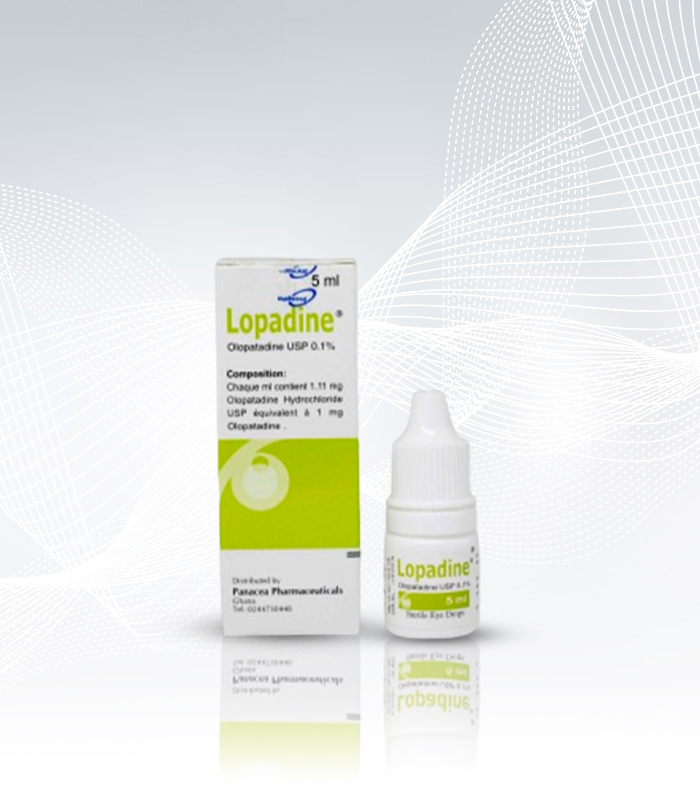 5 ml
Lopadine®
Olopatadine USP 0.1%
Composition:
Chaque ml contient 1.11 mg
Olopatadine Hydrochloride
USP équivalent à 1 mg
Olopatadine .
Distributed by
Panacea Pharmaceuticals
Ghana
Lopadine®
Olopatadine USP 0.1%
5 ml
Sterile Eye Drops